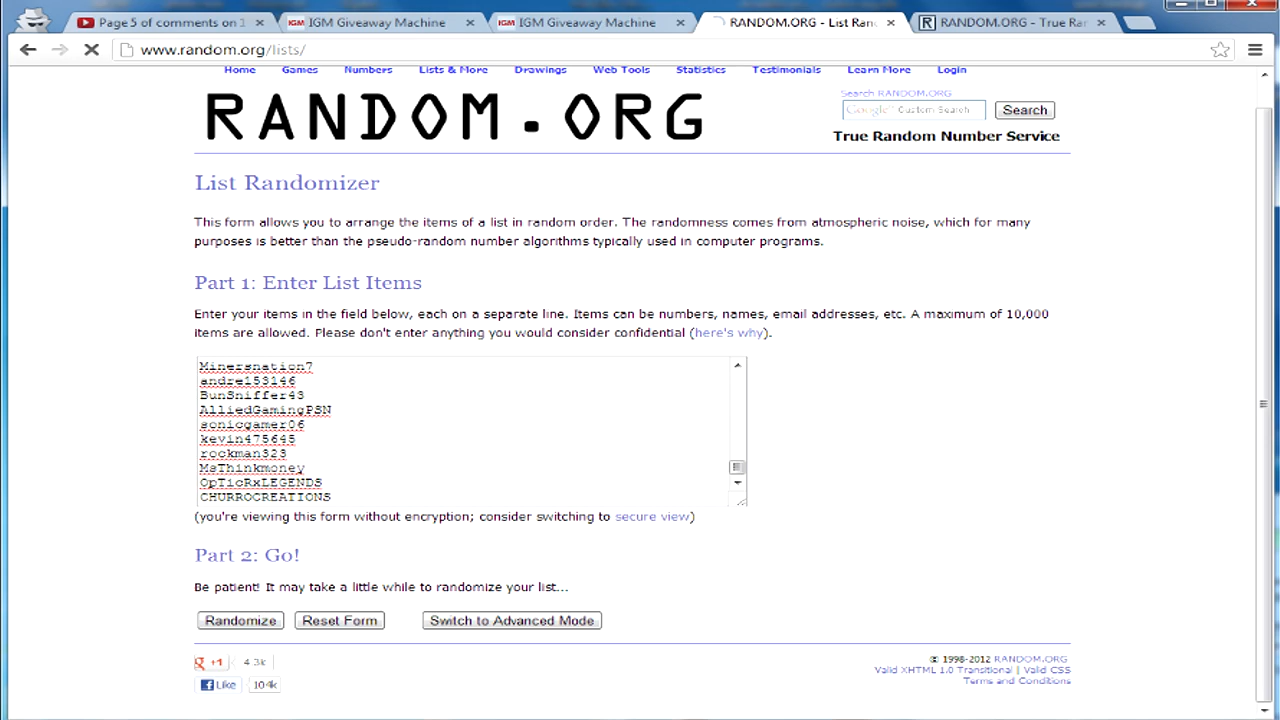 Page 5 of comments on 1
IGM Giveaway Machine
IGM Giveaway Machine
RANDOM.ORG - List Ran
RANDOM.ORG - True Ra
www.random.org/lists/
Home Games Numbers Lists & More Drawings Web Tools Statistics Testimonials Learn More Login
RANDOM.ORG
Search RANDOM.ORG
Google Custom Search
Search
True Random Number Service
List Randomizer
This form allows you to arrange the items of a list in random order. The randomness comes from atmospheric noise, which for many
purposes is better than the pseudo-random number algorithms typically used in computer programs.
Part 1: Enter List Items
Enter your items in the field below, each on a separate line. Items can be numbers, names, email addresses, etc. A maximum of 10,000
items are allowed. Please don't enter anything you would consider confidential (here's why).
Minersnation7
andre153146
BunSniffer43
AlliedGamingPSN
sonicgamer06
kevin475645
rockman323
MsThinkmoney
OpTicRxLEGENDS
CHURROCREATIONS
(you're viewing this form without encryption; consider switching to secure view)
Part 2: Go!
Be patient! It may take a little while to randomize your list...
Randomize Reset Form Switch to Advanced Mode
+1 4.3k
Like 104k
© 1998-2012 RANDOM.ORG
Valid XHTML 1.0 Transitional | Valid CSS
Terms and Conditions